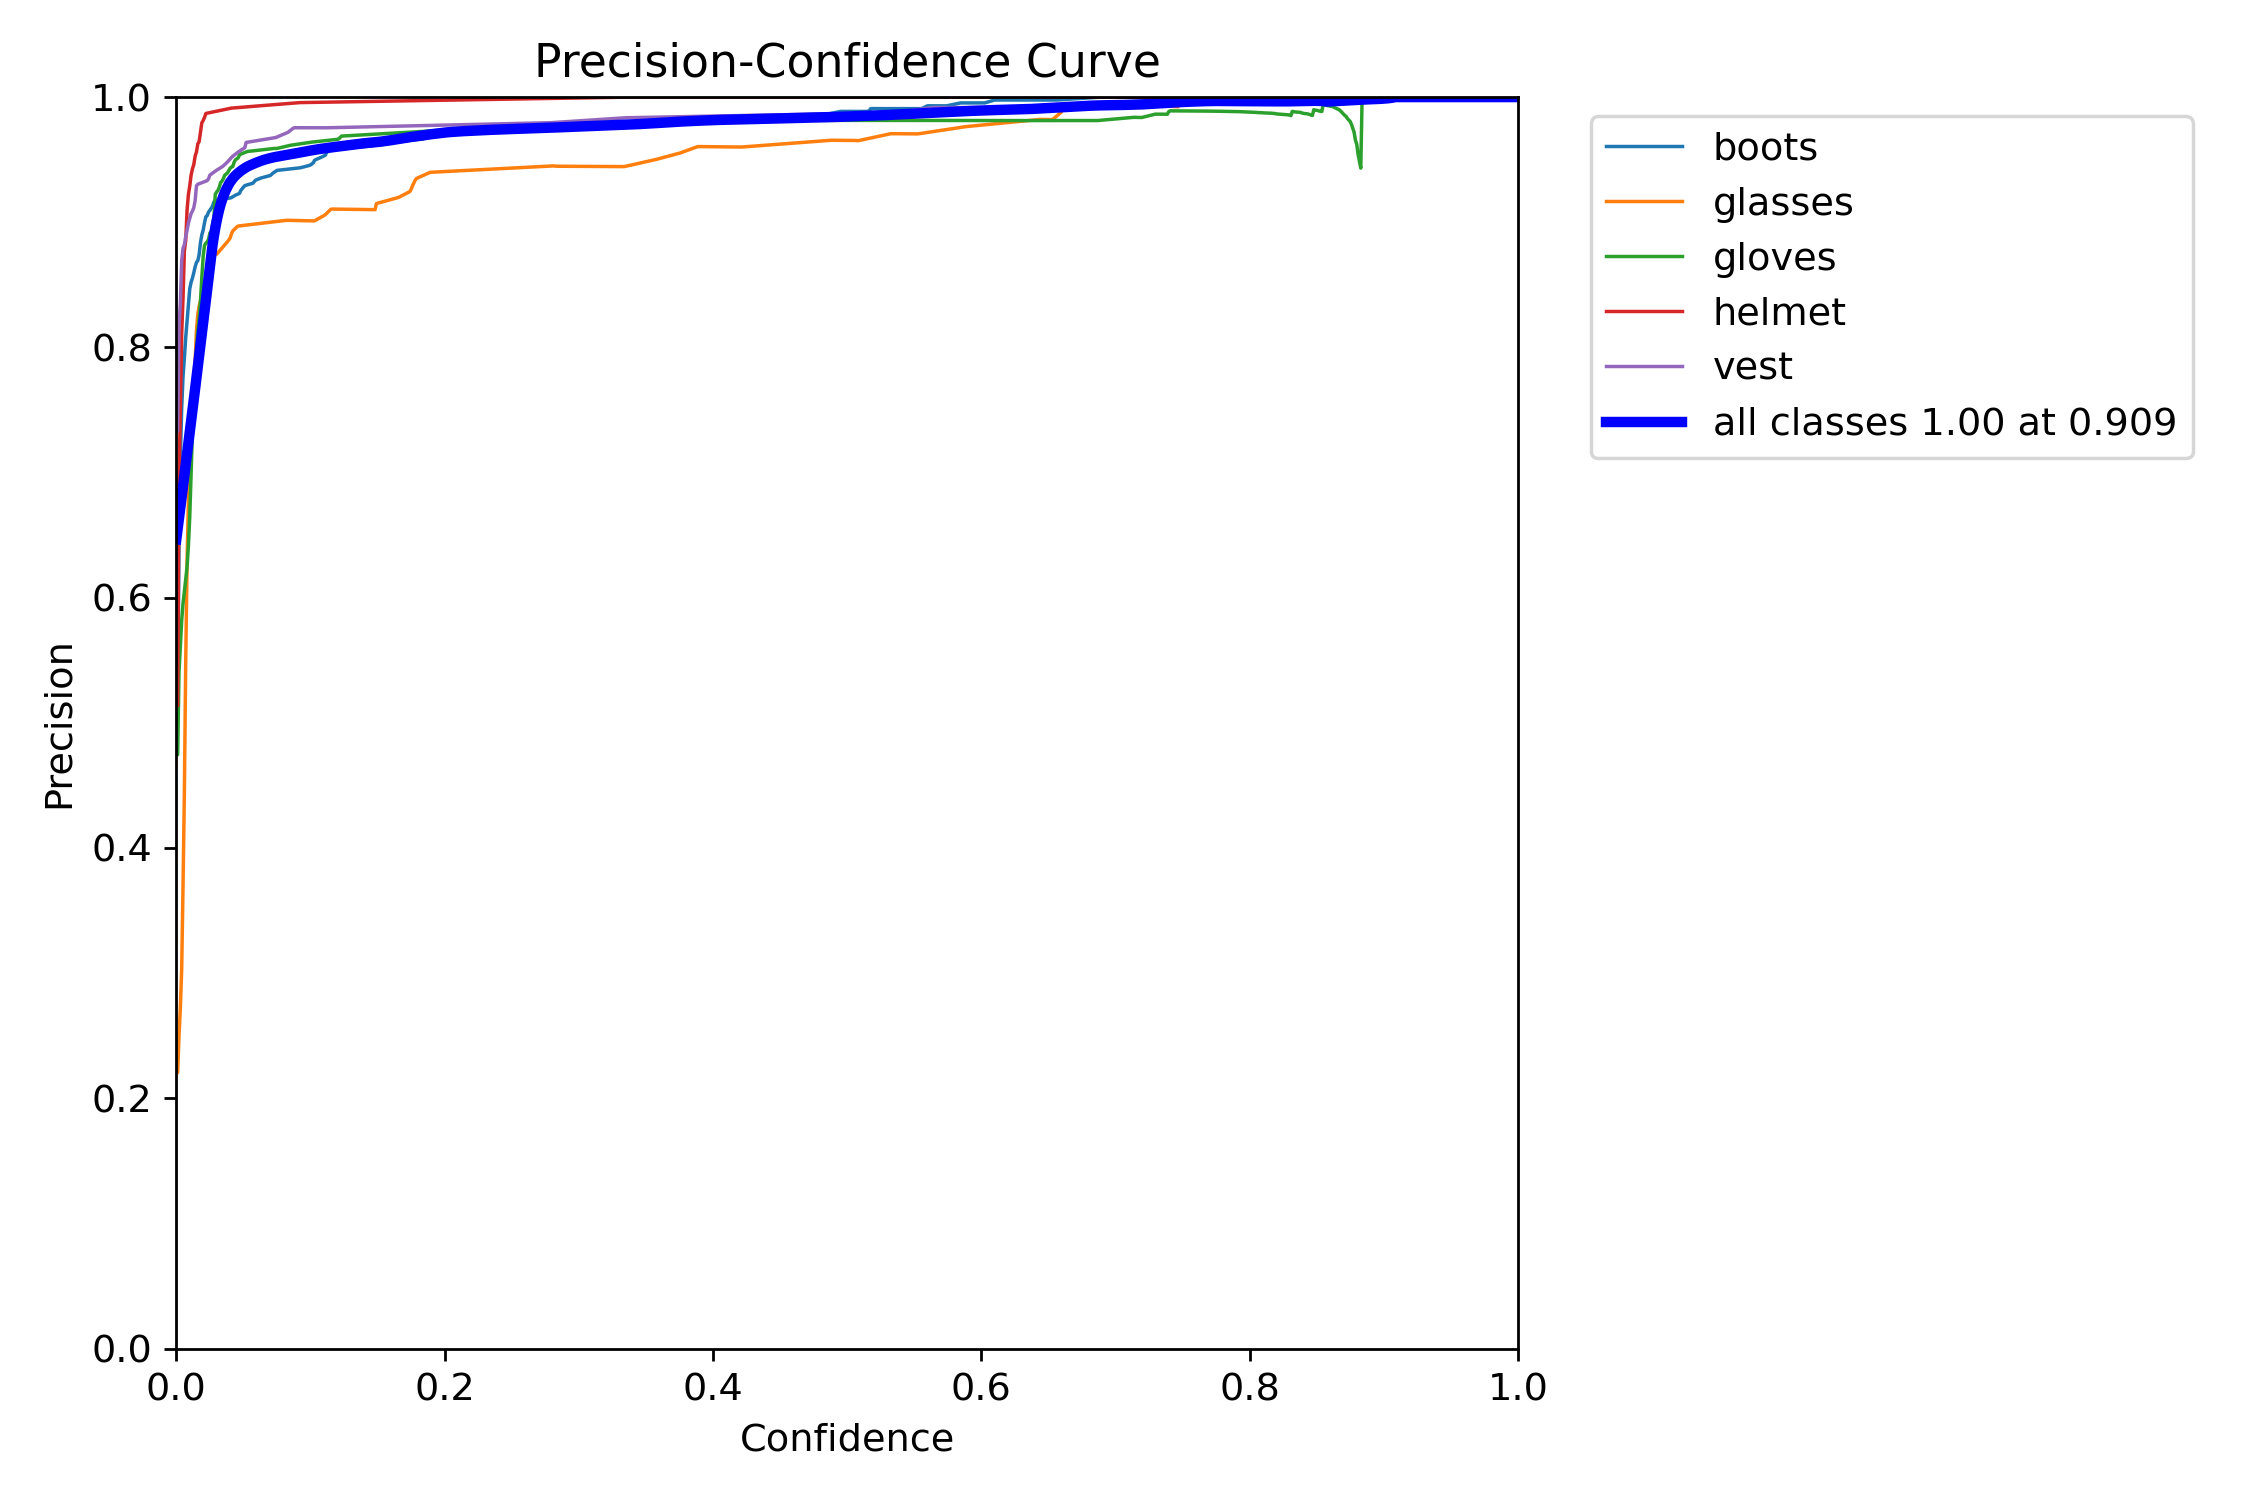 Precision-Confidence Curve
1.0
0.8
0.6
0.4
0.2
0.0
Precision
0.0 0.2 0.4 0.6 0.8 1.0
Confidence
boots
glasses
gloves
helmet
vest
all classes 1.00 at 0.909